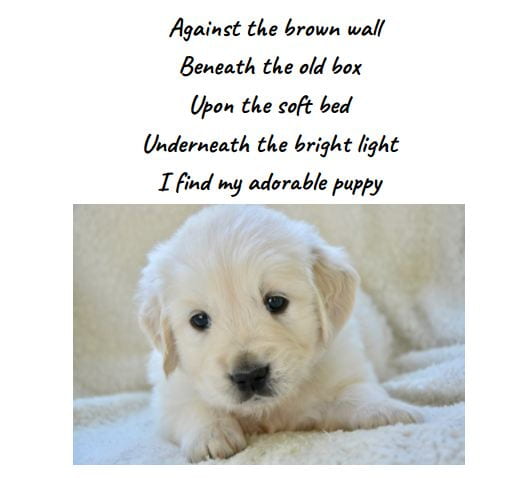 Against the brown wall
Beneath the old box
Upon the soft bed
Underneath the bright light
I find my adorable puppy